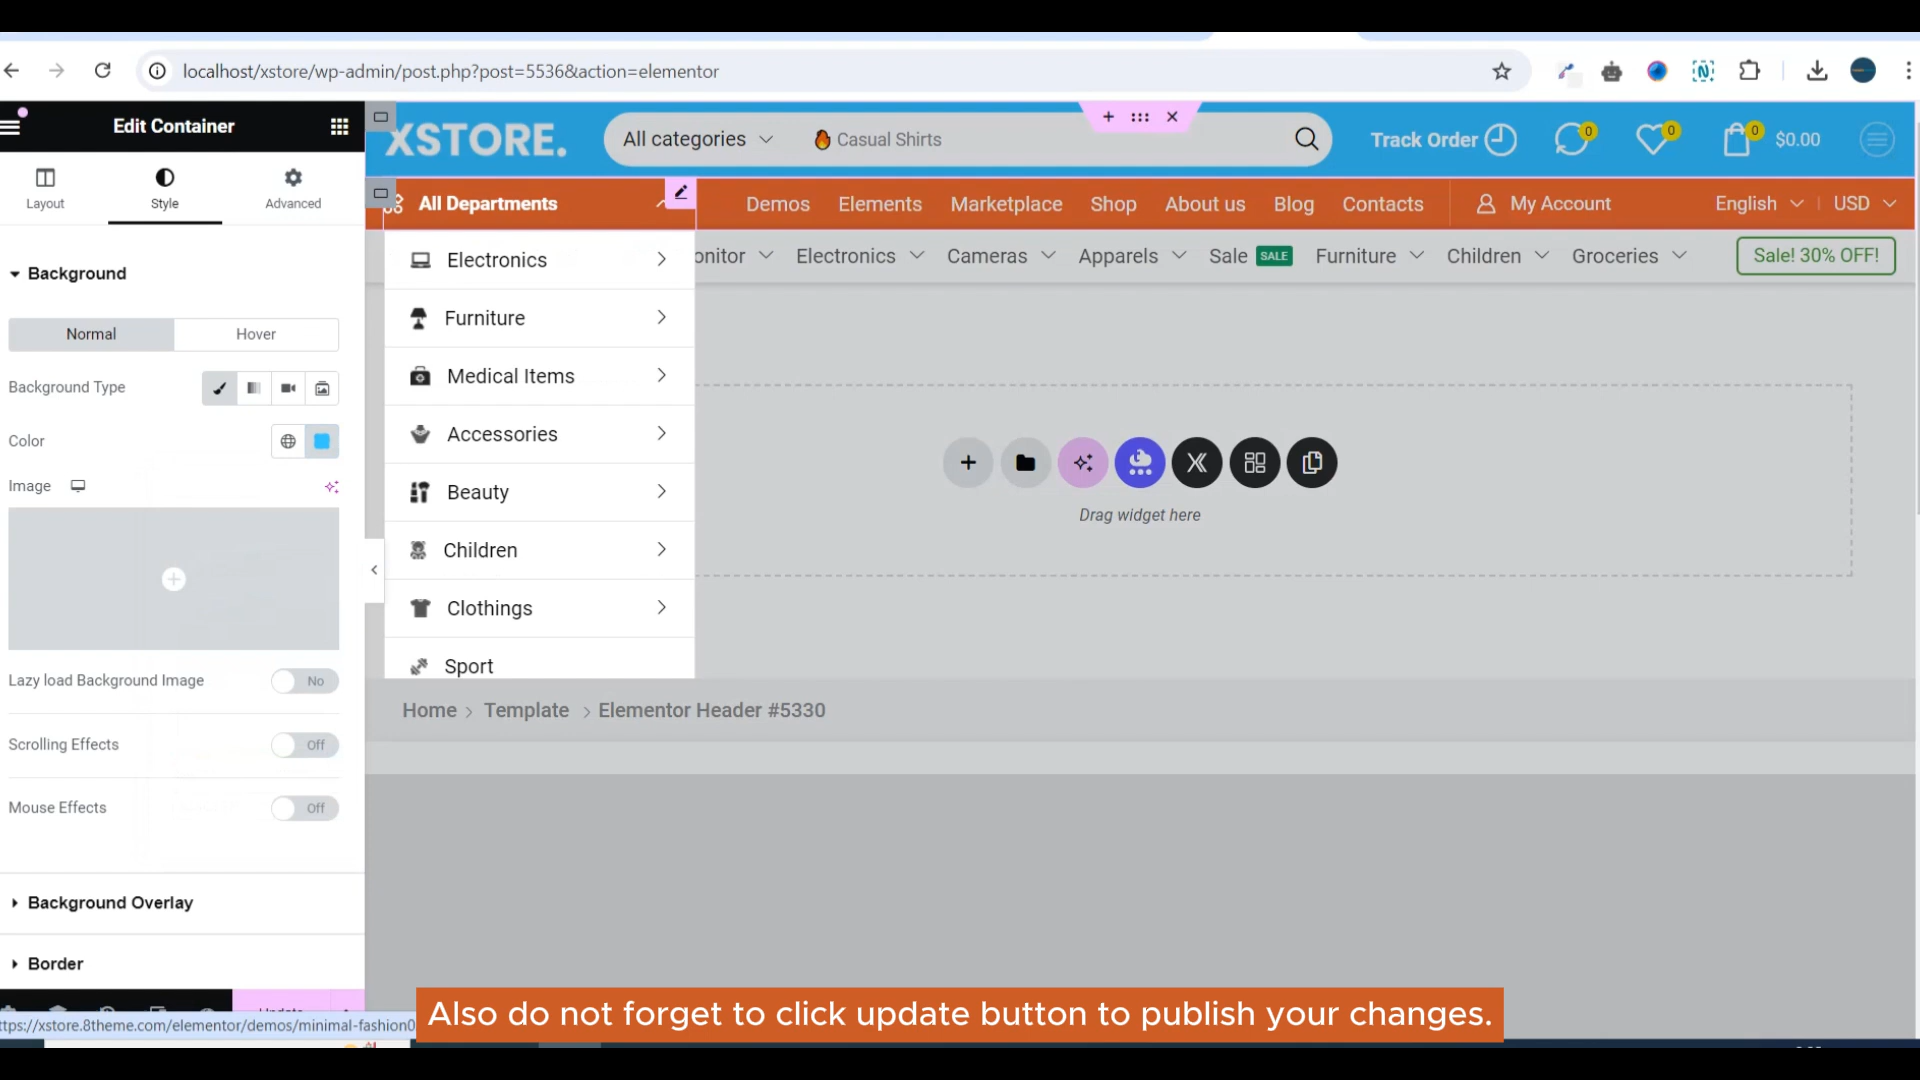 localhost/xstore/wp-admin/post.php?post=5536&action=elementor
Edit Container
Layout
Style
Advanced
Background
Normal
Hover
Background Type
Color
Image
Lazy load Background Image
No
Scrolling Effects
Off
Mouse Effects
Off
Background Overlay
Border
XSTORE.
All categories
Casual Shirts
Track Order
0
0
0
$0.00
All Departments
Demos
Elements
Marketplace
Shop
About us
Blog
Contacts
My Account
English
USD
onitor
Electronics
Cameras
Apparels
Sale
SALE
Furniture
Children
Groceries
Sale! 30% OFF!
Electronics
Furniture
Medical Items
Accessories
Beauty
Children
Clothings
Sport
Drag widget here
Home > Template > Elementor Header #5330
ttps://xstore.8theme.com/elementor/demos/minimal-fashion0
Also do not forget to click update button to publish your changes.